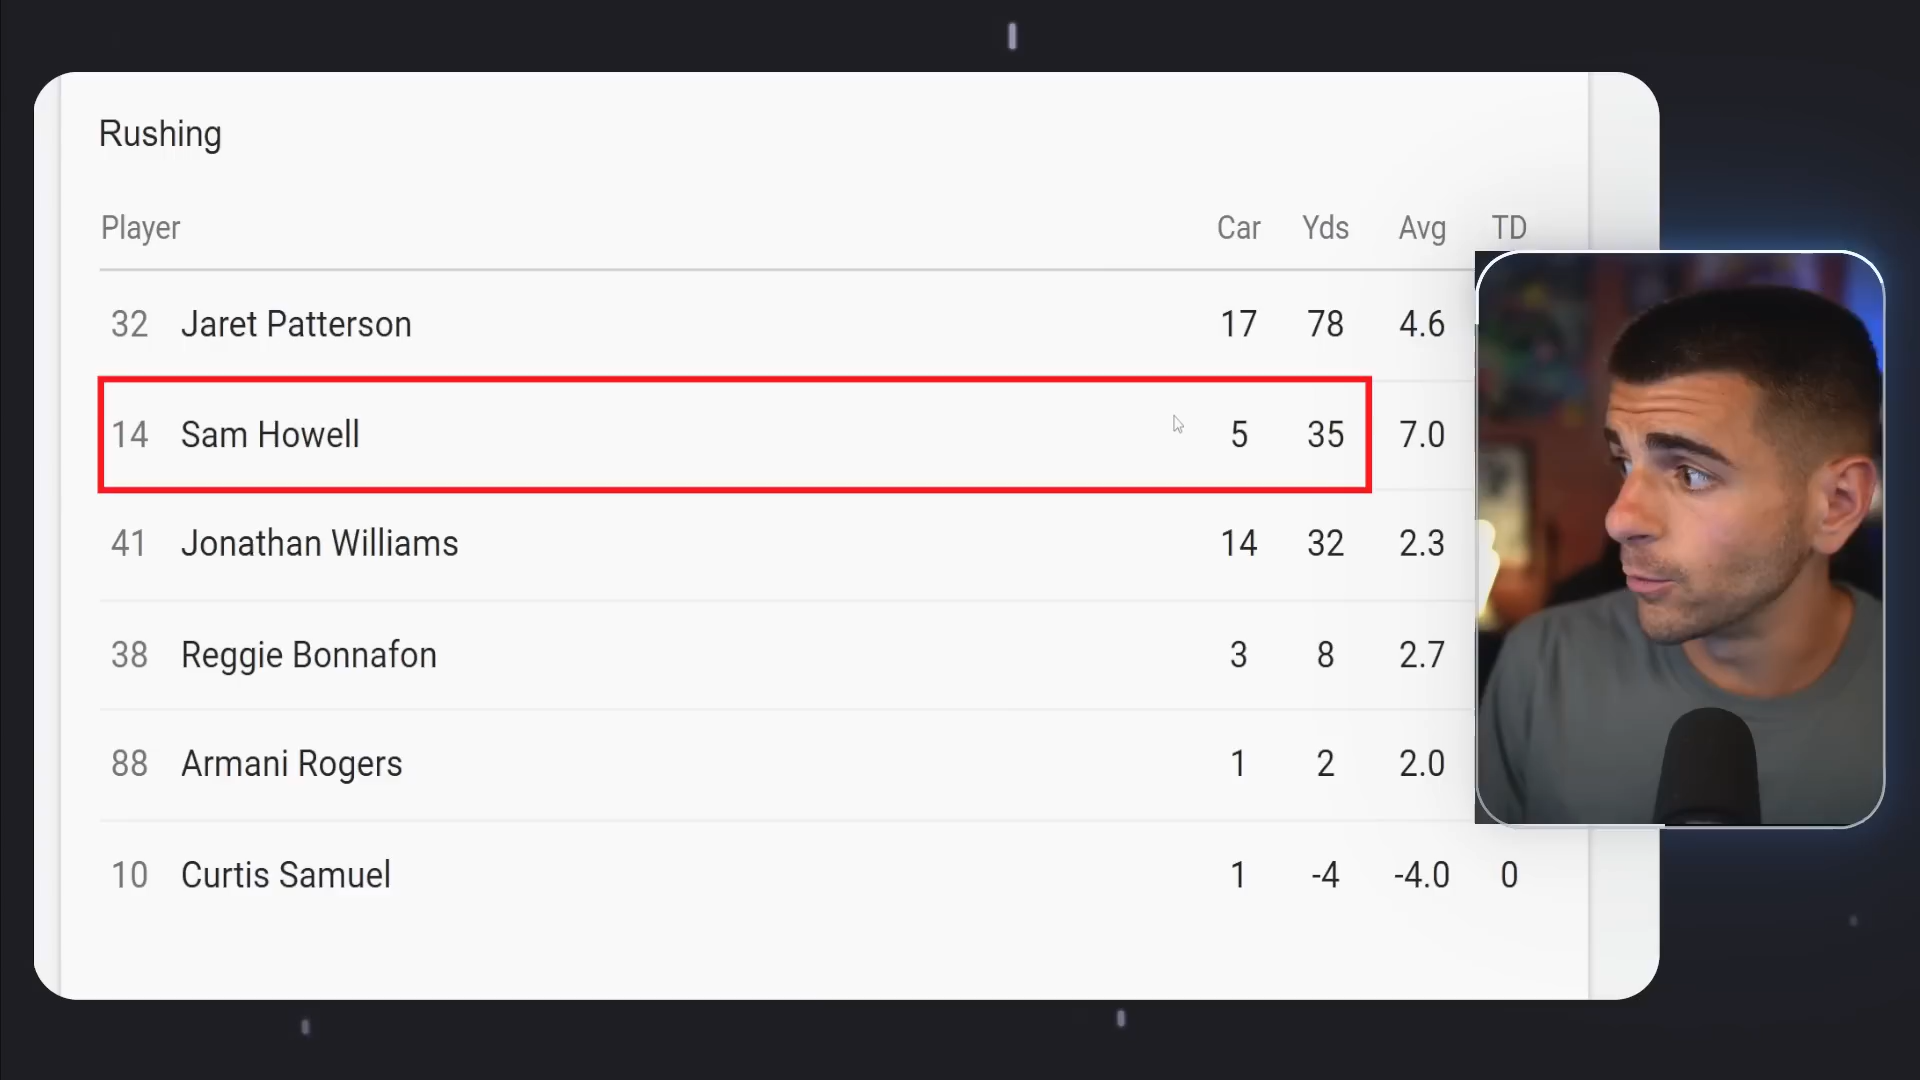 Rushing
Player Car Yds Avg TD
32 Jaret Patterson 17 78 4.6
14 Sam Howell 5 35 7.0
41 Jonathan Williams 14 32 2.3
38 Reggie Bonnafon 3 8 2.7
88 Armani Rogers 1 2 2.0
10 Curtis Samuel 1 -4 -4.0 0